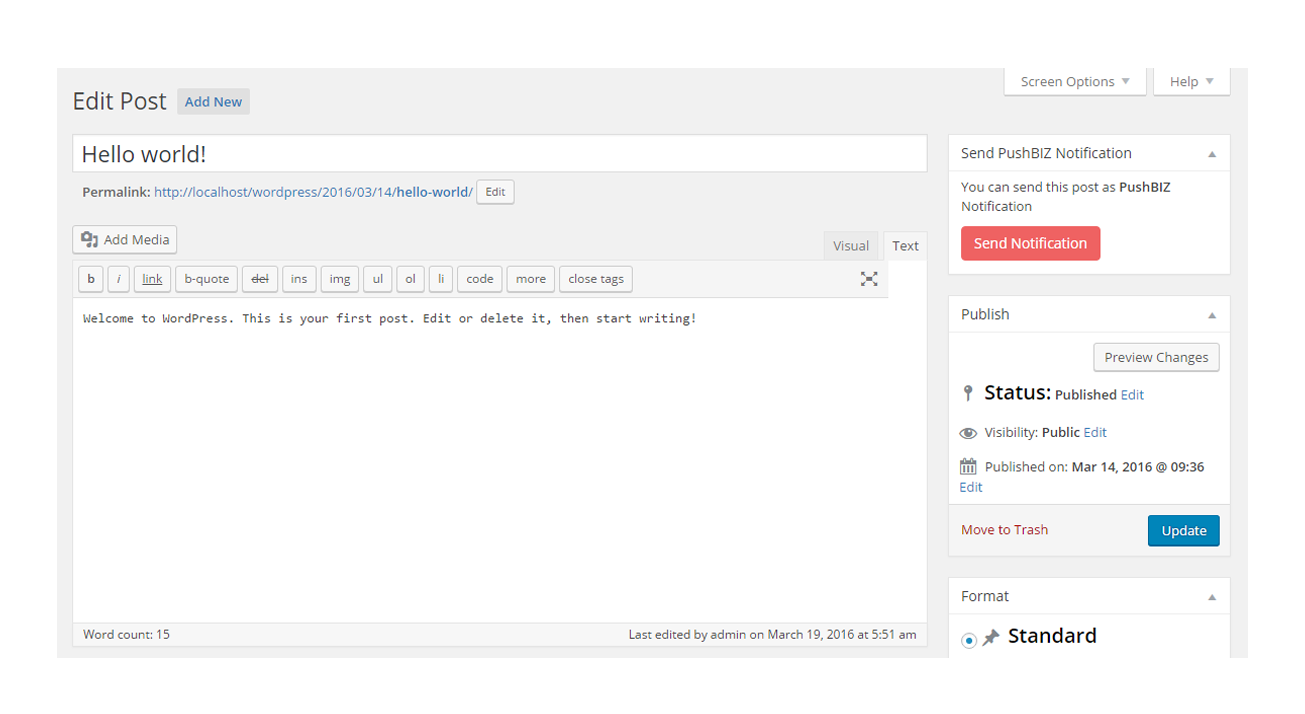 Screen Options Help
Edit Post Add New
Hello world!
Permalink: http://localhost/wordpress/2016/03/14/hello-world/ Edit
Add Media
Visual Text
b i link b-quote del ins img ul ol li code more close tags
Welcome to WordPress. This is your first post. Edit or delete it, then start writing!
Word count: 15 Last edited by admin on March 19, 2016 at 5:51 am
Send PushBIZ Notification
You can send this post as PushBIZ
Notification
Send Notification
Publish
Preview Changes
Status: Published Edit
Visibility: Public Edit
Published on: Mar 14, 2016 @ 09:36
Edit
Move to Trash Update
Format
Standard